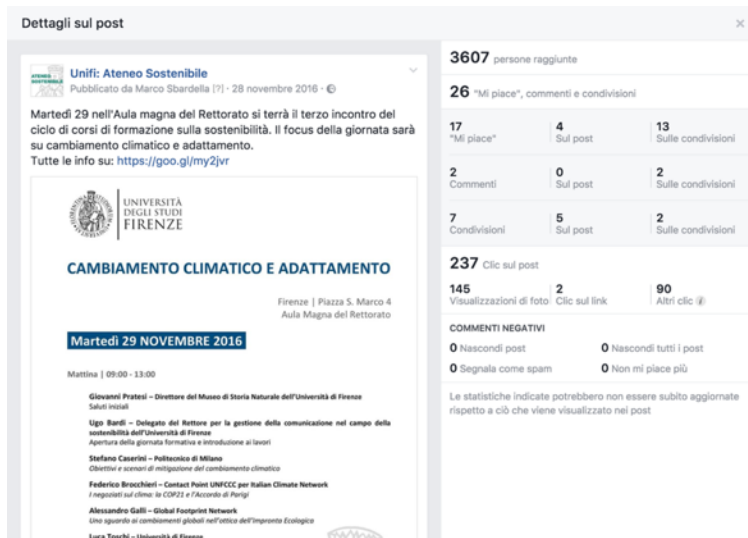 Dettagli sul post
×
ATENEO
SOSTENIBILE
Unifi: Ateneo Sostenibile
Pubblicato da Marco Sbardella [?] · 28 novembre 2016 ·
Martedì 29 nell'Aula magna del Rettorato si terrà il terzo incontro del
ciclo di corsi di formazione sulla sostenibilità. Il focus della giornata sarà
su cambiamento climatico e adattamento.
Tutte le info su: https://goo.gl/my2jvr
UNIVERSITÀ
DEGLI STUDI
FIRENZE
CAMBIAMENTO CLIMATICO E ADATTAMENTO
Firenze | Piazza S. Marco 4
Aula Magna del Rettorato
Martedì 29 NOVEMBRE 2016
Mattina | 09:00 - 13:00
Giovanni Pratesi – Direttore del Museo di Storia Naturale dell'Università di Firenze
Saluti iniziali
Ugo Bardi – Delegato del Rettore per la gestione della comunicazione nel campo della
sostenibilità dell'Università di Firenze
Apertura della giornata formativa e introduzione ai lavori
Stefano Caserini – Politecnico di Milano
Obiettivi e scenari di mitigazione del cambiamento climatico
Federico Brocchieri – Contact Point UNFCCC per Italian Climate Network
I negoziati sul clima: la COP21 e l'Accordo di Parigi
Alessandro Galli – Global Footprint Network
Uno sguardo ai cambiamenti globali nell'ottica dell'Impronta Ecologica
Luca Toschi – Università di Firenze
3607 persone raggiunte
26 "Mi piace", commenti e condivisioni
17 4 13
"Mi piace" Sul post Sulle condivisioni
2 0 2
Commenti Sul post Sulle condivisioni
7 5 2
Condivisioni Sul post Sulle condivisioni
237 Clic sul post
145 2 90
Visualizzazioni di foto Clic sul link Altri clic i
COMMENTI NEGATIVI
0 Nascondi post 0 Nascondi tutti i post
0 Segnala come spam 0 Non mi piace più
Le statistiche indicate potrebbero non essere subito aggiornate
rispetto a ciò che viene visualizzato nei post